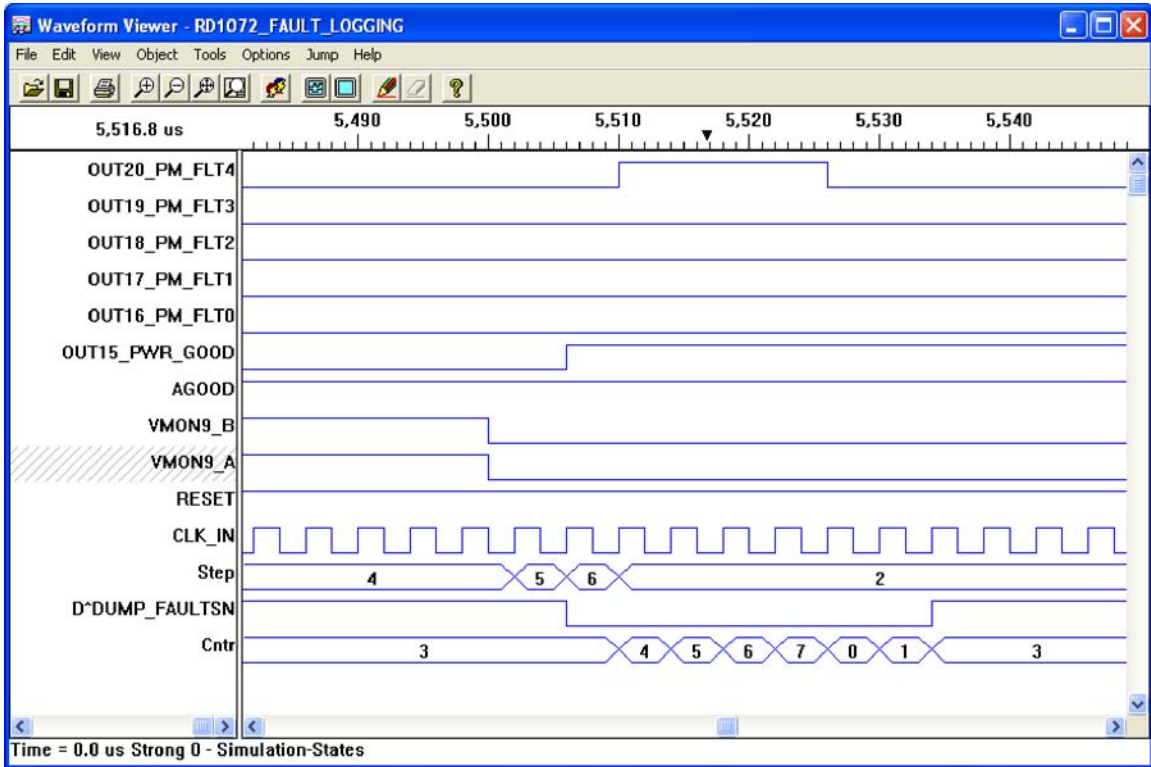 Waveform Viewer - RD1072_FAULT_LOGGING
File Edit View Object Tools Options Jump Help
5,516.8 us 5,490 5,500 5,510 5,520 5,530 5,540
OUT20_PM_FLT4
OUT19_PM_FLT3
OUT18_PM_FLT2
OUT17_PM_FLT1
OUT16_PM_FLT0
OUT15_PWR_GOOD
AGOOD
VMON9_B
VMON9_A
RESET
CLK_IN
Step 4 5 6 2
D^DUMP_FAULTSN
Cntr 3 4 5 6 7 0 1 3
Time = 0.0 us Strong 0 - Simulation-States